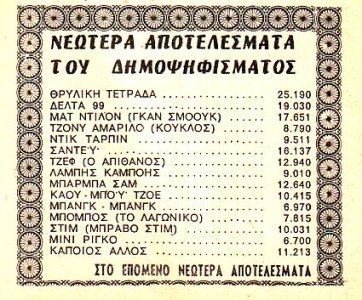 ΝΕΩΤΕΡΑ ΑΠΟΤΕΛΕΣΜΑΤΑ
ΤΟΥ ΔΗΜΟΨΗΦΙΣΜΑΤΟΣ
ΘΡΥΛΙΚΗ ΤΕΤΡΑΔΑ .................... 25.190
ΔΕΛΤΑ 99 .................... 19.030
ΜΑΤ ΝΤΙΛΟΝ (ΓΚΑΝ ΣΜΟΟΥΚ) .......... 17.651
ΤΖΟΝΥ ΑΜΑΡΙΛΟ (ΚΟΥΚΛΟΣ) .......... 8.790
ΝΤΙΚ ΤΑΡΠΙΝ .................... 9.511
ΣΑΝΤΕΎ .................... 16.137
ΤΖΕΦ (Ο ΑΠΙΘΑΝΟΣ) .................... 12.940
ΛΑΜΠΗΣ ΚΑΜΠΟΗΣ .................... 9.010
ΜΠΑΡΜΠΑ ΣΑΜ .................... 12.640
ΚΑΟΥ-ΜΠΟΎ ΤΖΟΕ .................... 10.415
ΜΠΑΝΓΚ - ΜΠΑΝΓΚ .................... 6.970
ΜΠΟΜΠΟΣ (ΤΟ ΛΑΓΩΝΙΚΟ) .......... 7.815
ΣΤΙΜ (ΜΠΡΑΒΟ ΣΤΙΜ) .................... 10.031
ΜΙΝΙ ΡΙΓΚΟ .................... 6.700
ΚΑΠΟΙΟΣ ΑΛΛΟΣ .................... 11.213
ΣΤΟ ΕΠΟΜΕΝΟ ΝΕΩΤΕΡΑ ΑΠΟΤΕΛΕΣΜΑΤΑ